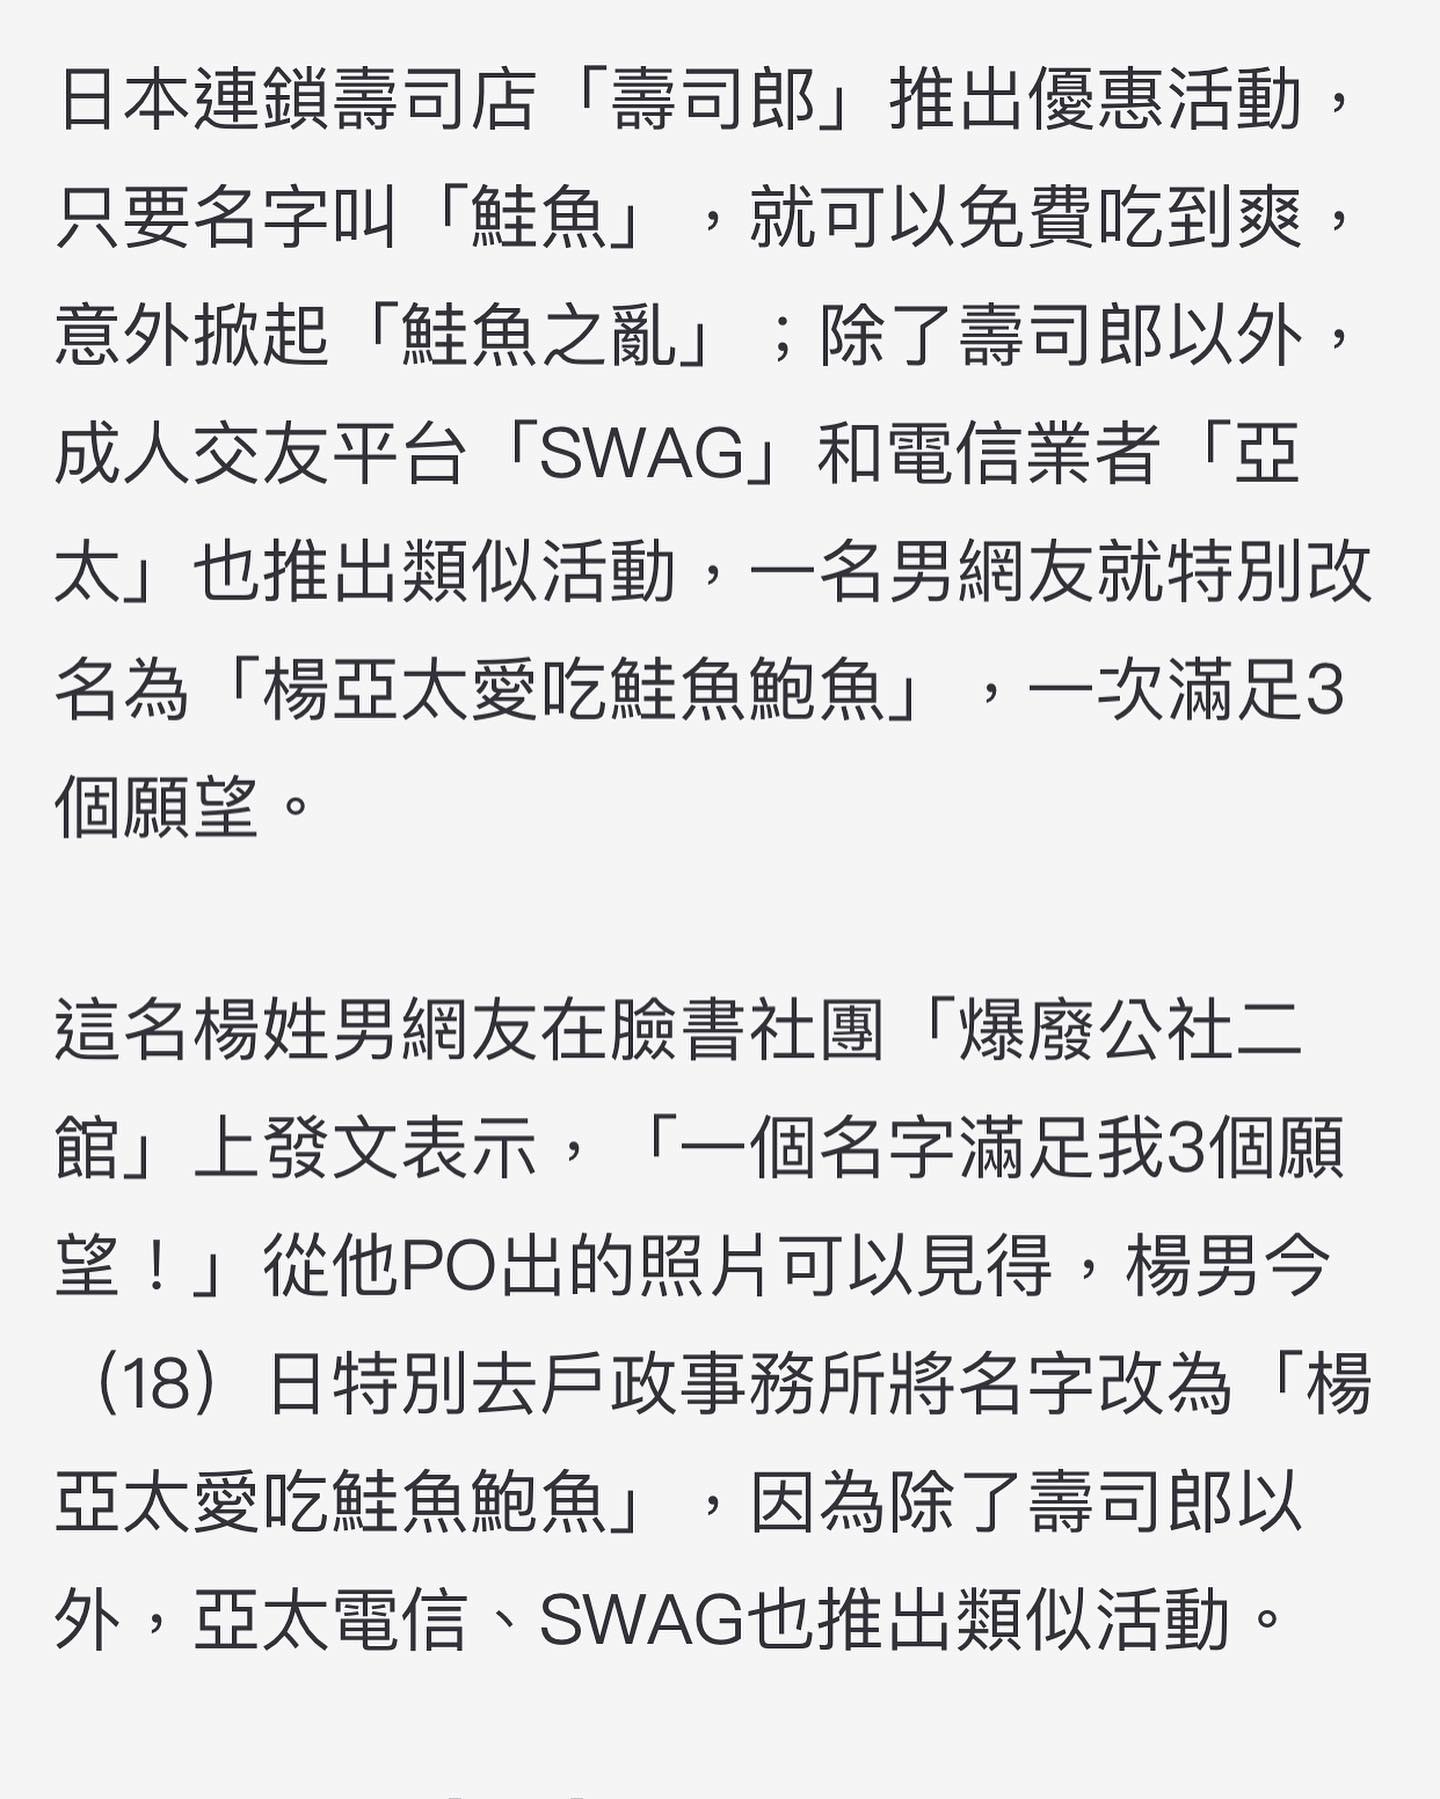 日本連鎖壽司店「壽司郎」推出優惠活動，
只要名字叫「鮭魚」，就可以免費吃到爽，
意外掀起「鮭魚之亂」；除了壽司郎以外，
成人交友平台「SWAG」和電信業者「亞
太」也推出類似活動，一名男網友就特別改
名為「楊亞太愛吃鮭魚鮑魚」，一次滿足3
個願望。
這名楊姓男網友在臉書社團「爆廢公社二
館」上發文表示，「一個名字滿足我3個願
望！」從他PO出的照片可以見得，楊男今
（18）日特別去戶政事務所將名字改為「楊
亞太愛吃鮭魚鮑魚」，因為除了壽司郎以
外，亞太電信、SWAG也推出類似活動。